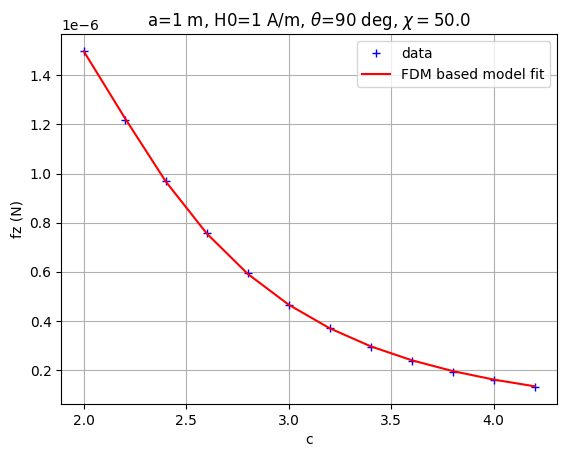 a=1 m, H0=1 A/m, θ=90 deg, χ = 50.0
1e−6
data
FDM based model fit
1.4
1.2
1.0
0.8
0.6
0.4
0.2
fz (N)
2.0 2.5 3.0 3.5 4.0
c